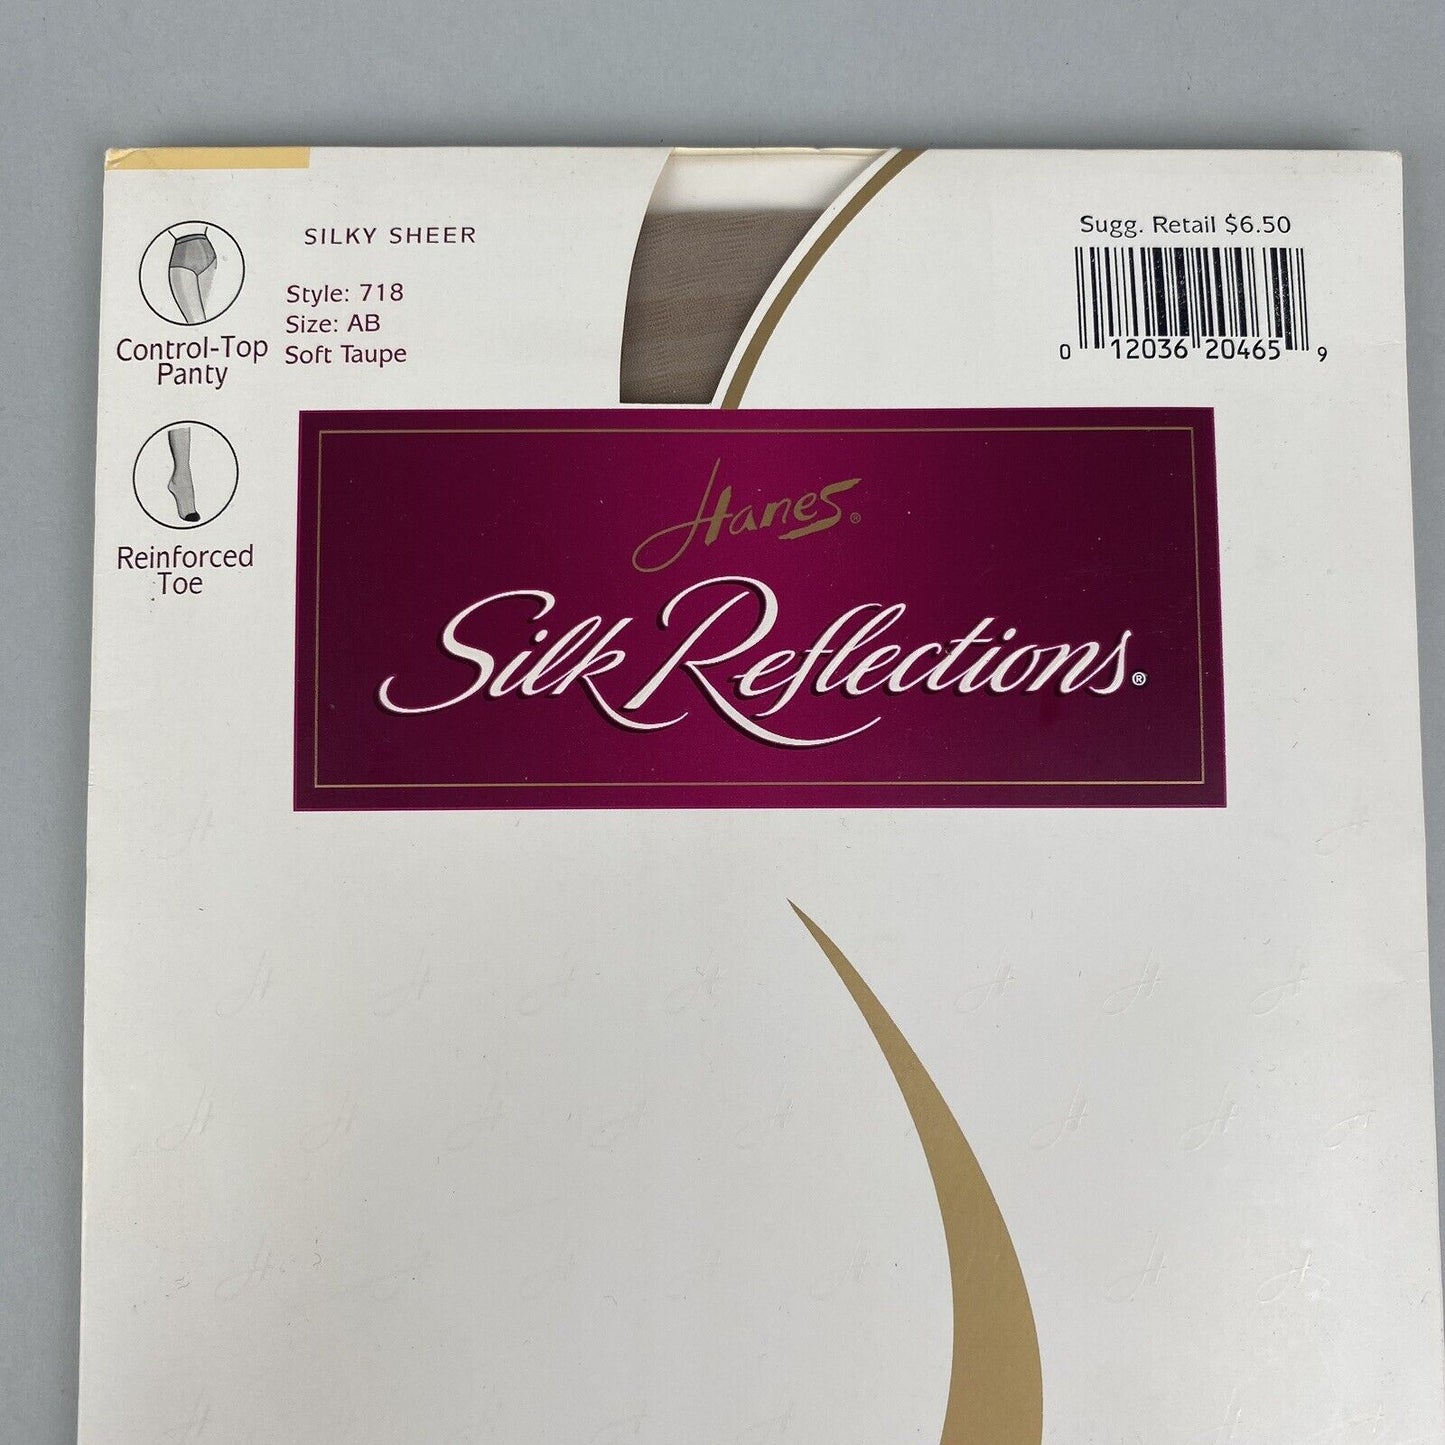 SILKY SHEER
Style: 718
Size: AB
Soft Taupe
Control-Top
Panty
Reinforced
Toe
Sugg. Retail $6.50
0 12036 20465 9
Hanes®
Silk Reflections®